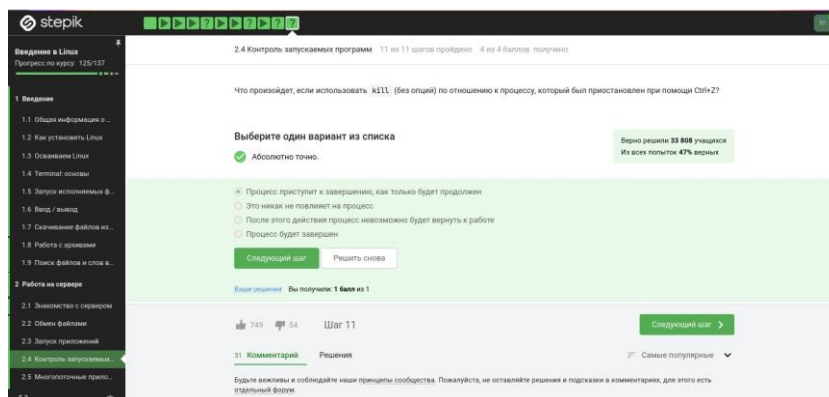 stepik
Введение в Linux
Прогресс по курсу: 125/137
1 Введение
1.1 Общая информация о ...
1.2 Как установить Linux
1.3 Осваиваем Linux
1.4 Terminal: основы
1.5 Запуск исполняемых ф...
1.6 Ввод / вывод
1.7 Скачивание файлов из...
1.8 Работа с архивами
1.9 Поиск файлов и слов в...
2 Работа на сервере
2.1 Знакомство с сервером
2.2 Обмен файлами
2.3 Запуск приложений
2.4 Контроль запускаемых...
2.5 Многопоточные прило...
2.4 Контроль запускаемых программ 11 из 11 шагов пройдено 4 из 4 баллов получено
Что произойдет, если использовать kill (без опций) по отношению к процессу, который был приостановлен при помощи Ctrl+Z?
Выберите один вариант из списка
Абсолютно точно.
Верно решили 33 808 учащихся
Из всех попыток 47% верных
Процесс приступит к завершению, как только будет продолжен
Это никак не повлияет на процесс
После этого действия процесс невозможно будет вернуть к работе
Процесс будет завершен
Следующий шаг Решить снова
Ваши решения Вы получили: 1 балл из 1
749 54 Шаг 11 Следующий шаг
31 Комментарий Решения Самые популярные
Будьте вежливы и соблюдайте наши принципы сообщества. Пожалуйста, не оставляйте решения и подсказки в комментариях, для этого есть
отдельный форум.